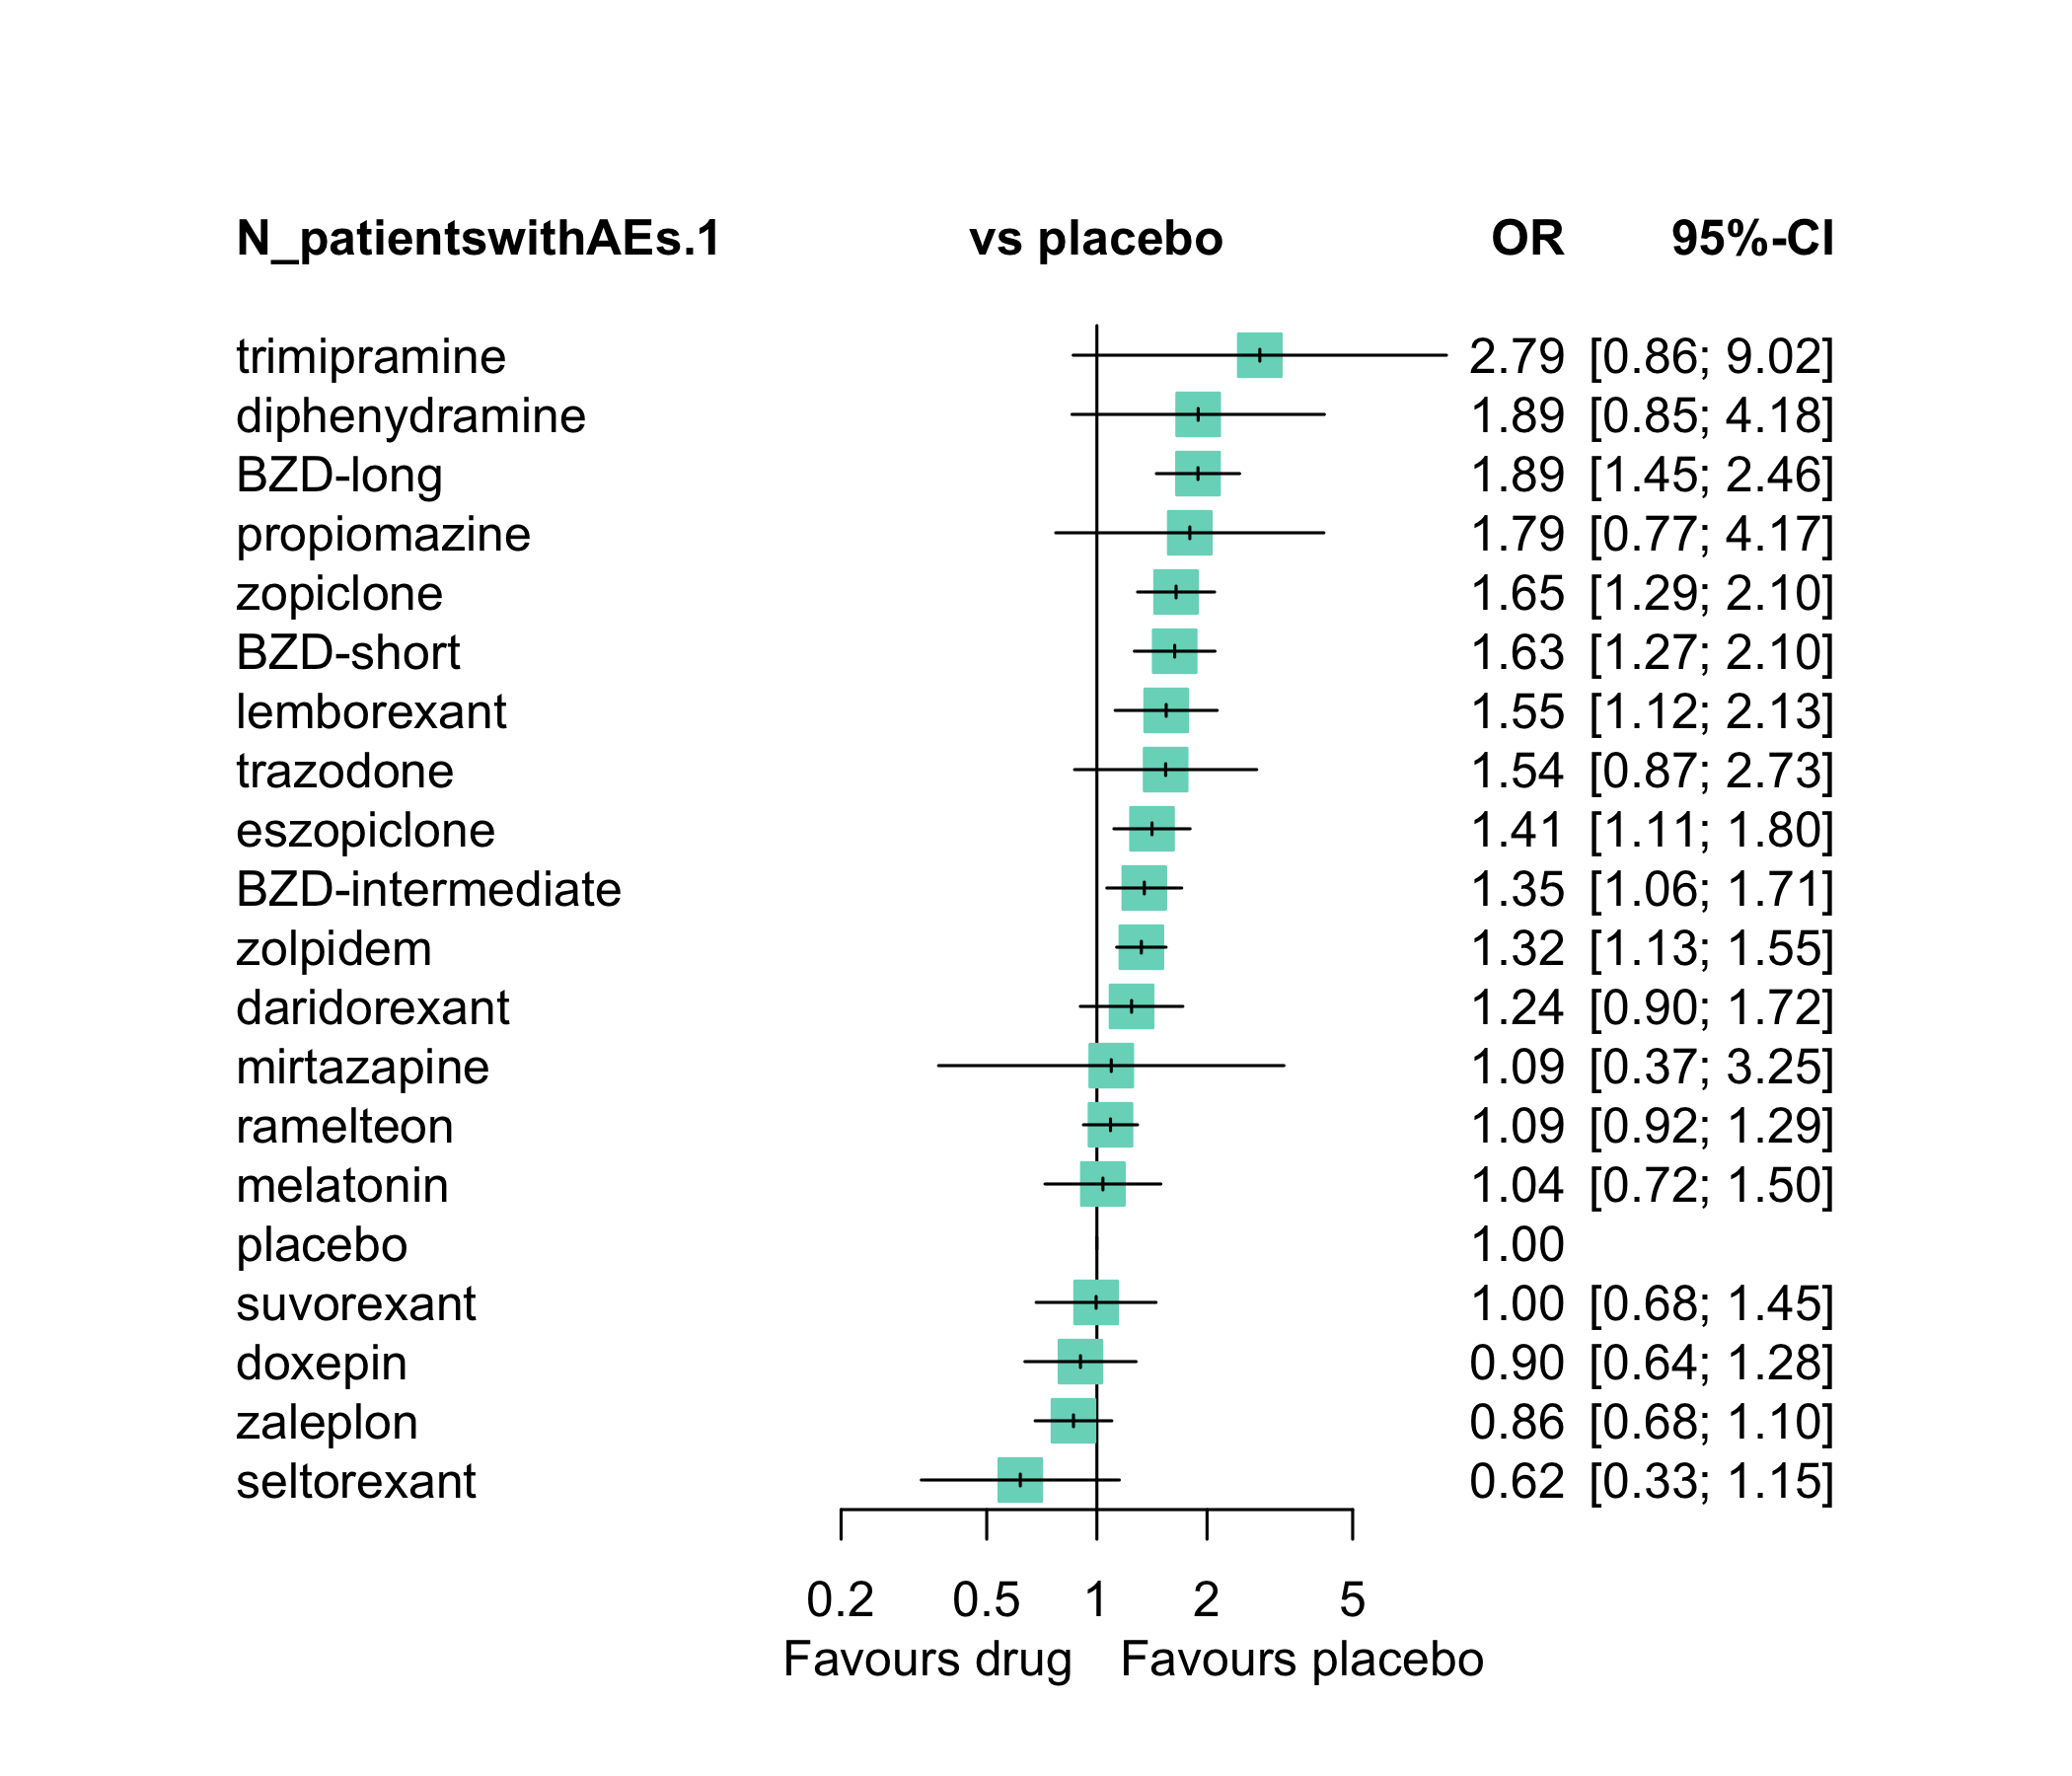 N_patientswithAEs.1 vs placebo OR 95%-CI
trimipramine 2.79 [0.86; 9.02]
diphenydramine 1.89 [0.85; 4.18]
BZD-long 1.89 [1.45; 2.46]
propiomazine 1.79 [0.77; 4.17]
zopiclone 1.65 [1.29; 2.10]
BZD-short 1.63 [1.27; 2.10]
lemborexant 1.55 [1.12; 2.13]
trazodone 1.54 [0.87; 2.73]
eszopiclone 1.41 [1.11; 1.80]
BZD-intermediate 1.35 [1.06; 1.71]
zolpidem 1.32 [1.13; 1.55]
daridorexant 1.24 [0.90; 1.72]
mirtazapine 1.09 [0.37; 3.25]
ramelteon 1.09 [0.92; 1.29]
melatonin 1.04 [0.72; 1.50]
placebo 1.00
suvorexant 1.00 [0.68; 1.45]
doxepin 0.90 [0.64; 1.28]
zaleplon 0.86 [0.68; 1.10]
seltorexant 0.62 [0.33; 1.15]
0.2 0.5 1 2 5
Favours drug Favours placebo